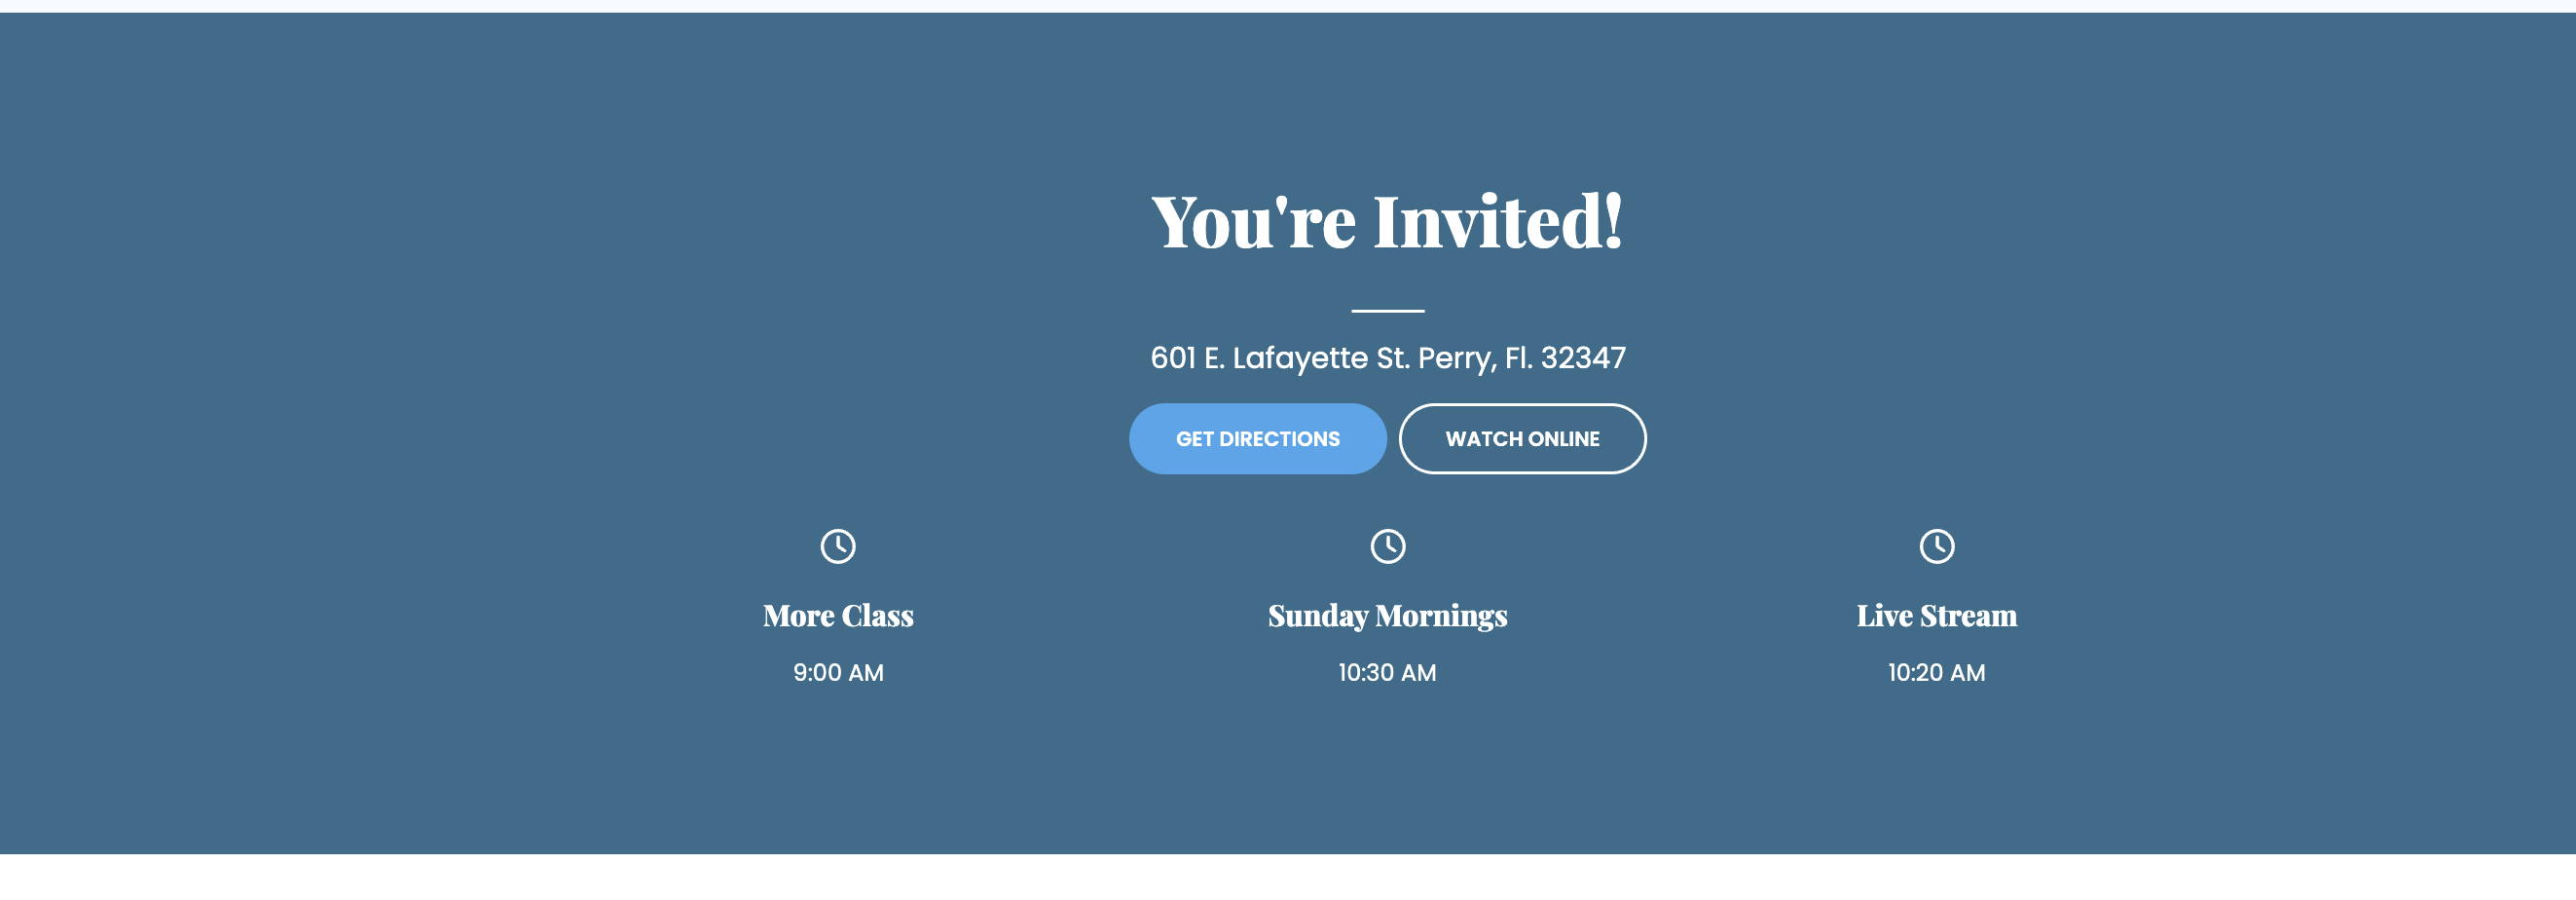 You're Invited!
601 E. Lafayette St. Perry, Fl. 32347
GET DIRECTIONS
WATCH ONLINE
More Class
9:00 AM
Sunday Mornings
10:30 AM
Live Stream
10:20 AM